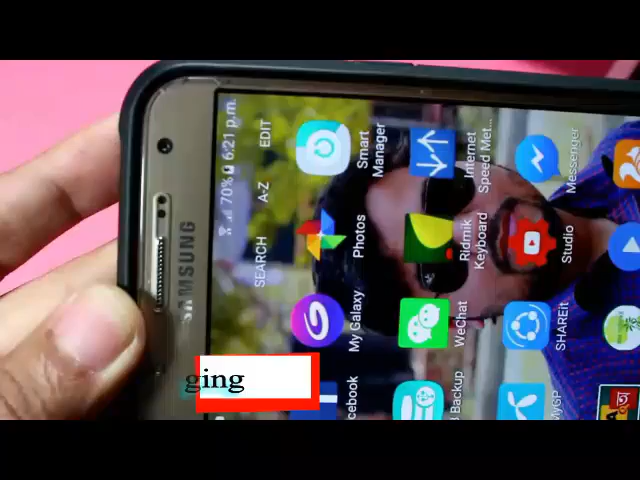 70% 6:21 p.m.
SEARCH A-Z EDIT
SAMSUNG
Smart Manager
Photos
My Galaxy
cebook
Internet Speed Met...
Ridmik Keyboard
WeChat
Backup
Messenger
Studio
SHAREit
MyGP
ging